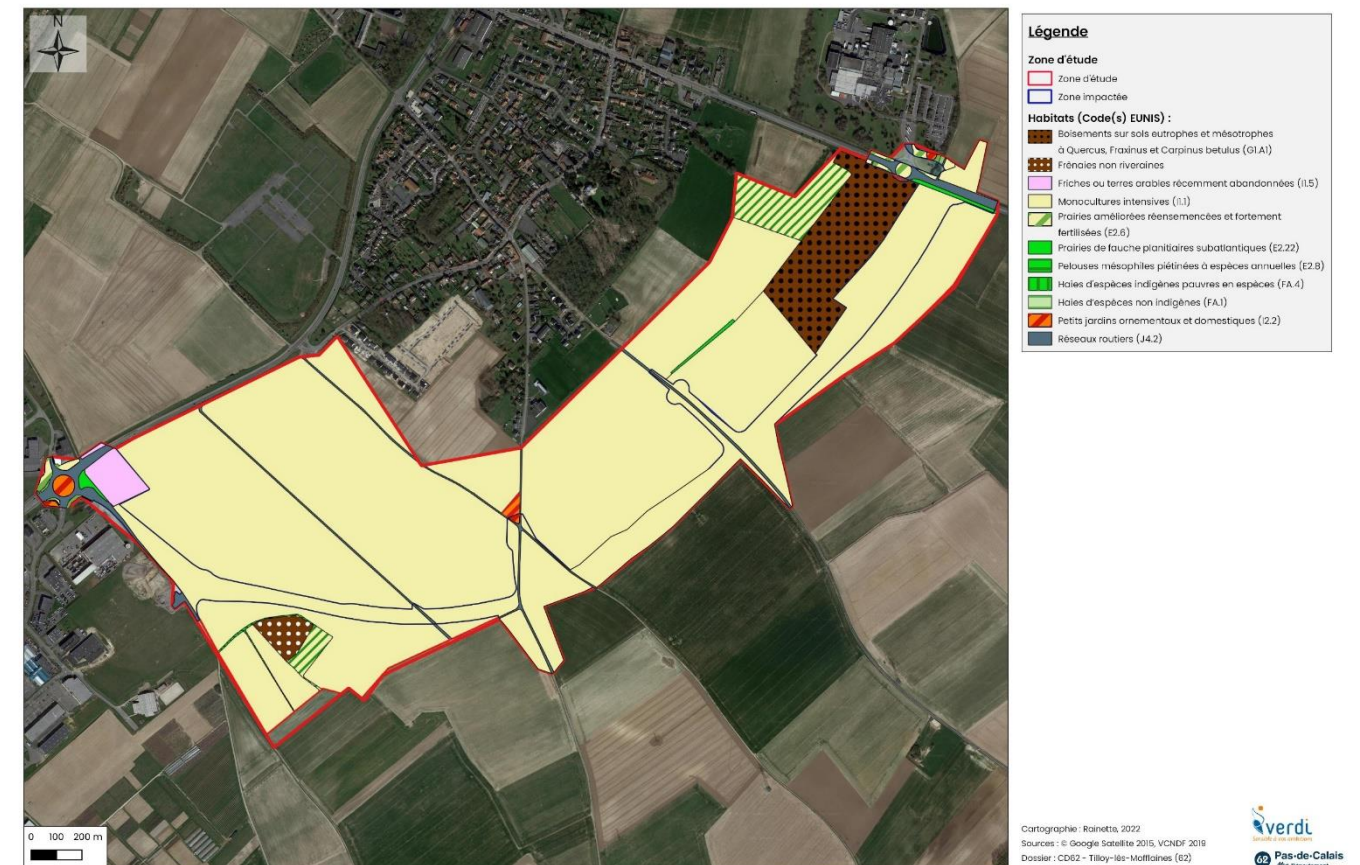 N
0 100 200 m
Légende
Zone d'étude
Zone d'étude
Zone impactée
Habitats (Code(s) EUNIS) :
Boisements sur sols eutrophes et mésotrophes
à Quercus, Fraxinus et Carpinus betulus (G1.A1)
Frênaies non riveraines
Friches ou terres arables récemment abandonnées (I1.5)
Monocultures intensives (I1.1)
Prairies améliorées réensemencées et fortement
fertilisées (E2.6)
Prairies de fauche planitiaires subatlantiques (E2.22)
Pelouses mésophiles piétinées à espèces annuelles (E2.8)
Haies d'espèces indigènes pauvres en espèces (FA.4)
Haies d'espèces non indigènes (FA.1)
Petits jardins ornementaux et domestiques (I2.2)
Réseaux routiers (J4.2)
Cartographie : Rainette, 2022
Sources : © Google Satellite 2015, VCNDF 2019
Dossier : CD62 - Tilloy-lès-Mofflaines (62)
verdi
62 Pas-de-Calais